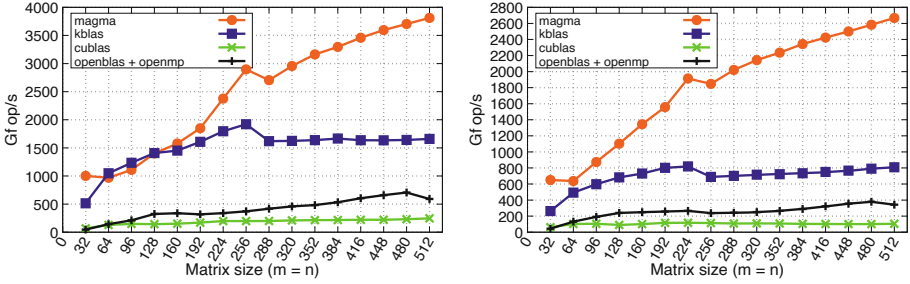 4000
3500
3000
2500
2000
1500
1000
500
0
Gf op/s
magma
kblas
cublas
openblas + openmp
0 32 64 96 128 160 192 224 256 288 320 352 384 416 448 480 512
Matrix size (m = n)
2800
2600
2400
2200
2000
1800
1600
1400
1200
1000
800
600
400
200
0
Gf op/s
magma
kblas
cublas
openblas + openmp
0 32 64 96 128 160 192 224 256 288 320 352 384 416 448 480 512
Matrix size (m = n)